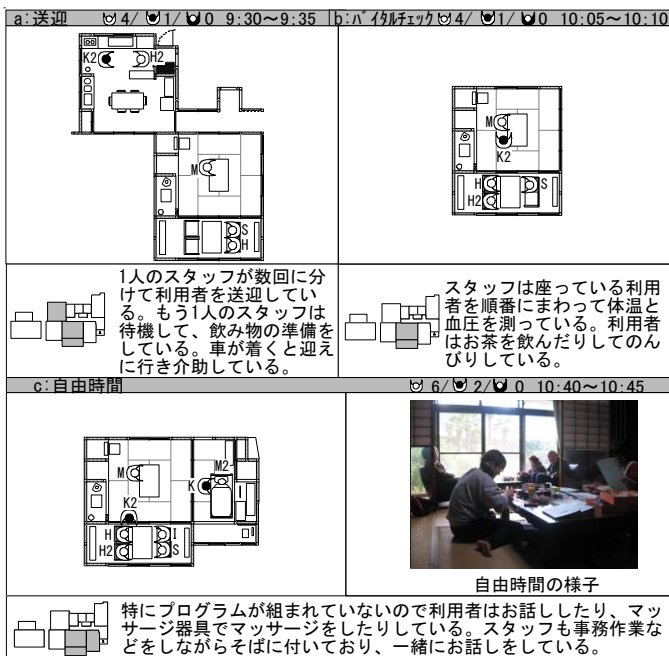 a:送迎 4/ 1/ 0 9:30～9:35
b:バイタルチェック 4/ 1/ 0 10:05～10:10
K2 H2
M
S
H
M
K2
H S
H2
1人のスタッフが数回に分
けて利用者を送迎してい
る。もう1人のスタッフは
待機して、飲み物の準備を
している。車が着くと迎え
に行き介助している。
スタッフは座っている利用
者を順番にまわって体温と
血圧を測っている。利用者
はお茶を飲んだりしてのん
びりしている。
c:自由時間 6/ 2/ 0 10:40～10:45
M2
M K
K2
H I
H2 S
自由時間の様子
特にプログラムが組まれていないので利用者はお話ししたり、マッ
サージ器具でマッサージをしたりしている。スタッフも事務作業な
どをしながらそばに付いており、一緒にお話しをしている。